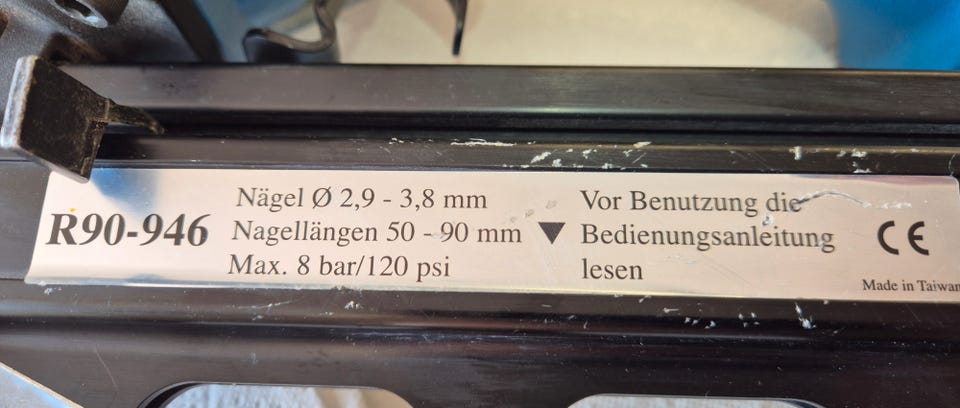 R90-946
Nägel Ø 2,9 - 3,8 mm
Nagellängen 50 - 90 mm
Max. 8 bar/120 psi
Vor Benutzung die
Bedienungsanleitung
lesen
CE
Made in Taiwan